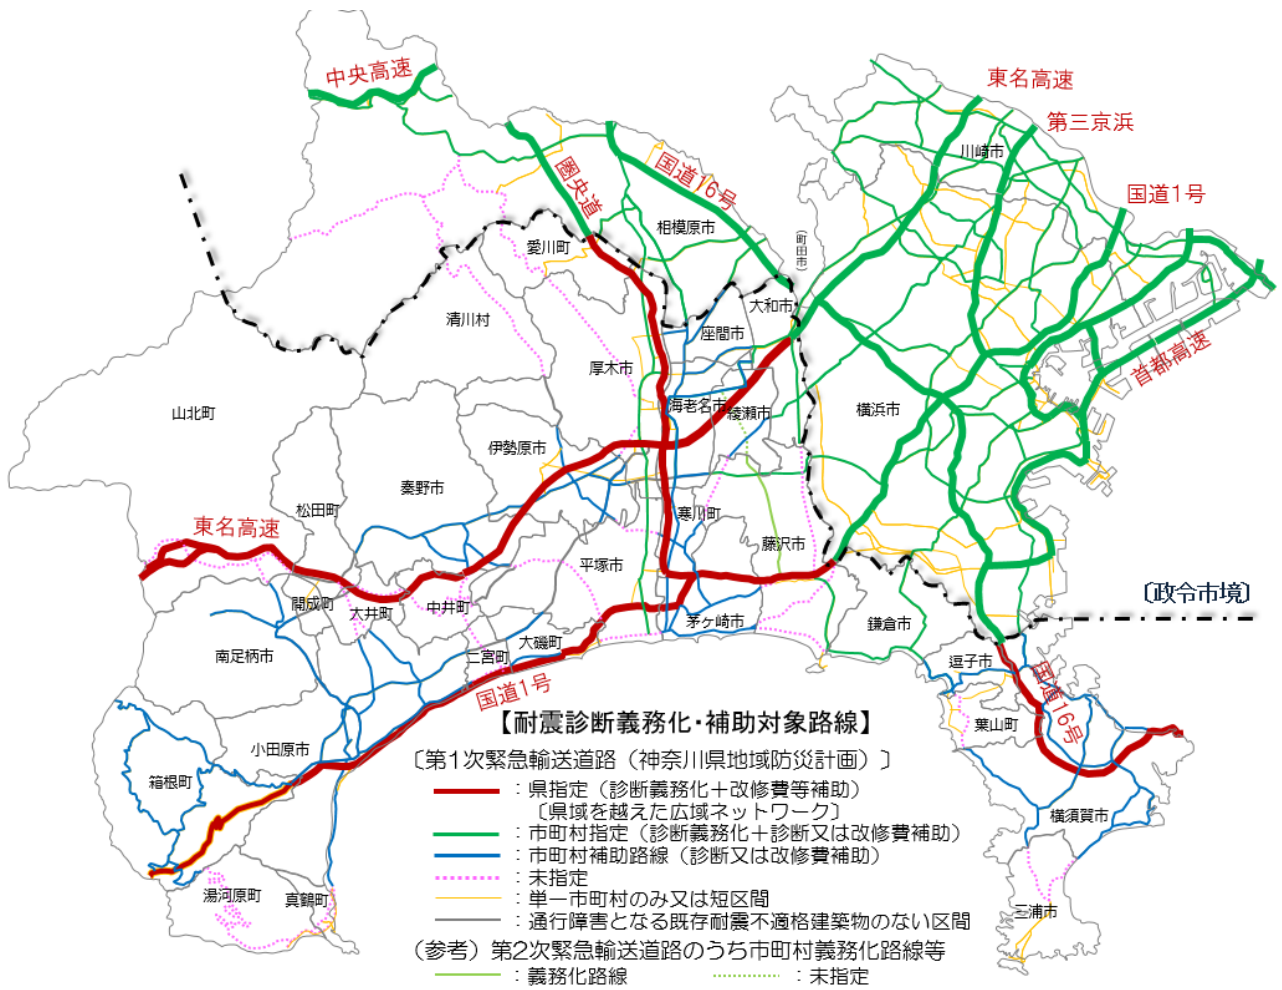 中央高速
東名高速
第三京浜
川崎市
圏央道
国道16号
国道1号
相模原市
（町田市）
愛川町
大和市
清川村
座間市
首都高速
厚木市
山北町
海老名市
綾瀬市
横浜市
伊勢原市
秦野市
松田町
寒川町
東名高速
藤沢市
平塚市
〔政令市境〕
開成町
大井町
中井町
茅ヶ崎市
鎌倉市
大磯町
南足柄市
二宮町
逗子市
国道1号
国道16号
葉山町
小田原市
箱根町
横須賀市
湯河原町
真鶴町
三浦市
【耐震診断義務化・補助対象路線】
〔第1次緊急輸送道路（神奈川県地域防災計画）〕
：県指定（診断義務化＋改修費等補助）
〔県域を越えた広域ネットワーク〕
：市町村指定（診断義務化＋診断又は改修費補助）
：市町村補助路線（診断又は改修費補助）
：未指定
：単一市町村のみ又は短区間
：通行障害となる既存耐震不適格建築物のない区間
（参考）第2次緊急輸送道路のうち市町村義務化路線等
：義務化路線
：未指定